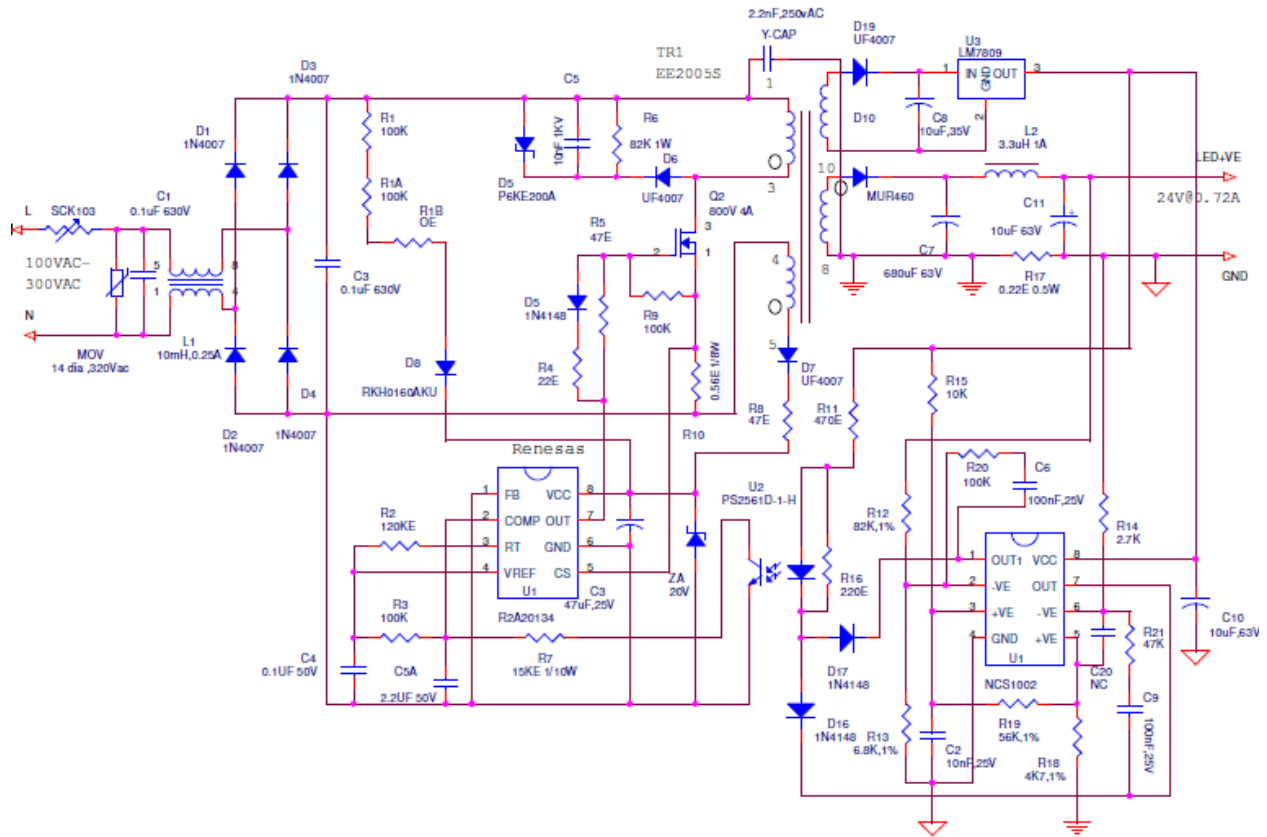 2.2nF,250vAC
Y-CAP
D19
UF4007
U3
LM7809
1
IN
OUT
GND
3
2
TR1
EE2005S
1
D3
1N4007
C5
10nF 1KV
R6
82K 1W
R1
100K
D1
1N4007
C8
10uF,35V
D10
L2
3.3uH 1A
LED+VE
24V@0.72A
D5
P6KE200A
D6
UF4007
3
10
MUR460
R1A
100K
Q2
800V 4A
C1
0.1uF 630V
L
SCK103
R1B
OE
R5
47E
3
2
1
C11
10uF 63V
100VAC-
300VAC
5
1
8
4
C3
0.1uF 630V
4
8
C7
680uF 63V
R17
0.22E 0.5W
GND
N
D5
1N4148
R9
100K
5
MOV
14 dia ,320Vac
L1
10mH,0.25A
D8
RKH0160AKU
R4
22E
0.56E 1/8W
D7
UF4007
R15
10K
D4
1N4007
D2
1N4007
R8
47E
R11
470E
R10
Renesas
R20
100K
C6
100nF,25V
U2
PS2561D-1-H
1
FB
VCC
8
2
COMP
OUT
7
3
RT
GND
6
4
VREF
CS
5
U1
R2A20134
C3
47uF,25V
R2
120KE
ZA
20V
R12
82K,1%
R14
2.7K
1
OUT1
VCC
8
2
-VE
OUT
7
3
+VE
-VE
6
4
GND
+VE
5
U1
NCS1002
R16
220E
R3
100K
R7
15KE 1/10W
C10
10uF,63V
R21
47K
C4
0.1UF 50V
C5A
2.2UF 50V
D17
1N4148
C20
NC
C9
100nF,25V
D16
1N4148
R13
6.8K,1%
C2
10nF,25V
R19
56K,1%
R18
4K7,1%